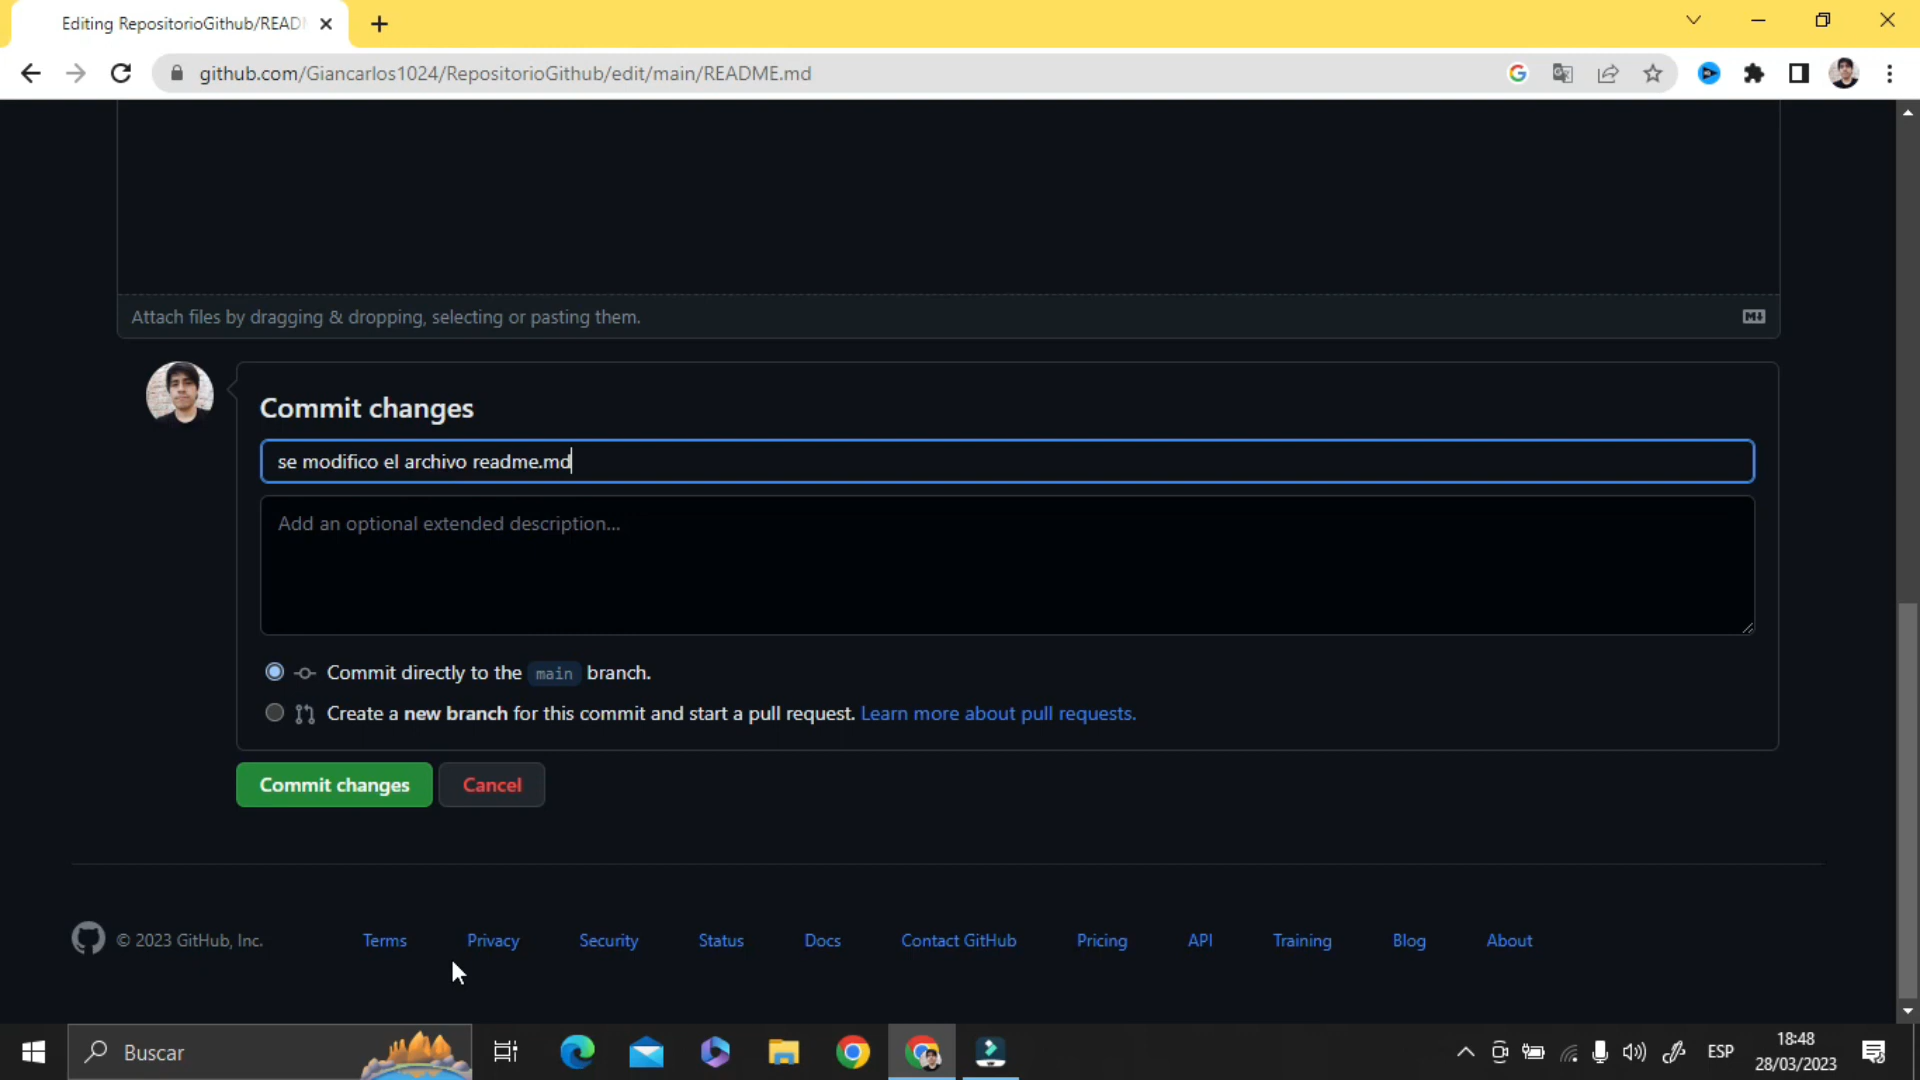 Editing RepositorioGithub/READ
github.com/Giancarlos1024/RepositorioGithub/edit/main/README.md
Attach files by dragging & dropping, selecting or pasting them.
Commit changes
se modifico el archivo readme.md
Add an optional extended description...
Commit directly to the main branch.
Create a new branch for this commit and start a pull request. Learn more about pull requests.
Commit changes Cancel
© 2023 GitHub, Inc. Terms Privacy Security Status Docs Contact GitHub Pricing API Training Blog About
Buscar
ESP
18:48
28/03/2023